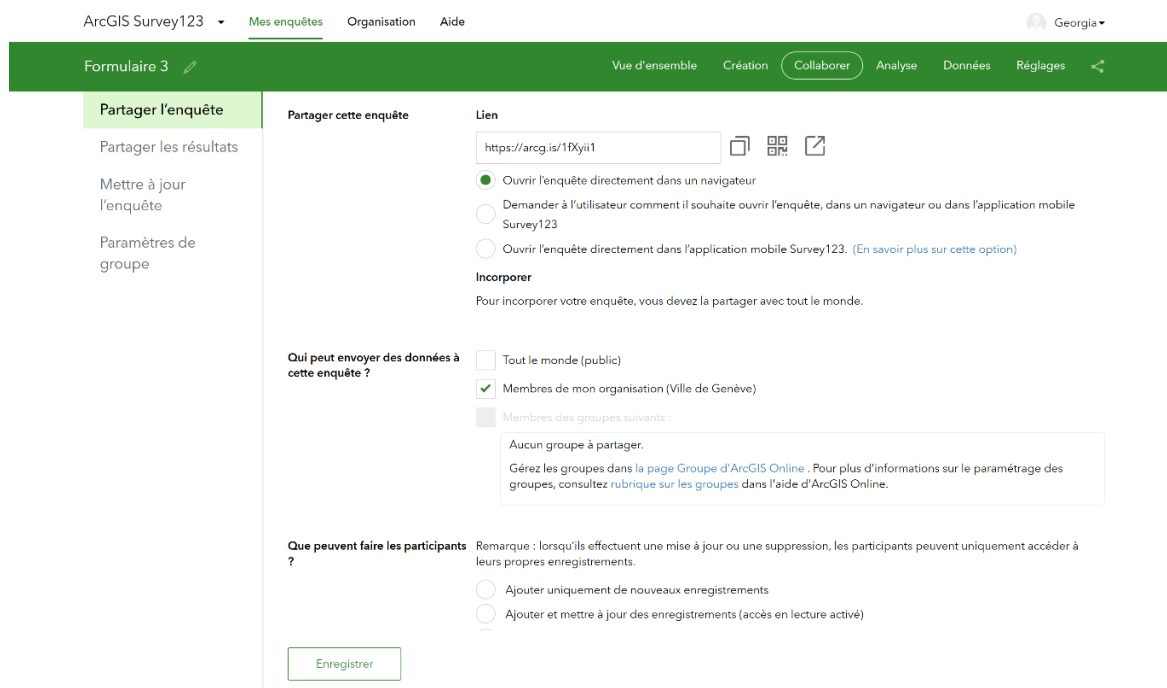 ArcGIS Survey123
Mes enquêtes
Organisation
Aide
Georgia
Formulaire 3
Vue d'ensemble
Création
Collaborer
Analyse
Données
Réglages
Partager l'enquête
Partager les résultats
Mettre à jour
l'enquête
Paramètres de
groupe
Partager cette enquête
Lien
https://arcg.is/1fXyii1
Ouvrir l'enquête directement dans un navigateur
Demander à l'utilisateur comment il souhaite ouvrir l'enquête, dans un navigateur ou dans l'application mobile
Survey123
Ouvrir l'enquête directement dans l'application mobile Survey123. (En savoir plus sur cette option)
Incorporer
Pour incorporer votre enquête, vous devez la partager avec tout le monde.
Qui peut envoyer des données à
cette enquête ?
Tout le monde (public)
Membres de mon organisation (Ville de Genève)
Membres des groupes suivants :
Aucun groupe à partager.
Gérez les groupes dans la page Groupe d'ArcGIS Online . Pour plus d'informations sur le paramétrage des
groupes, consultez rubrique sur les groupes dans l'aide d'ArcGIS Online.
Que peuvent faire les participants
?
Remarque : lorsqu'ils effectuent une mise à jour ou une suppression, les participants peuvent uniquement accéder à
leurs propres enregistrements.
Ajouter uniquement de nouveaux enregistrements
Ajouter et mettre à jour des enregistrements (accès en lecture activé)
Enregistrer